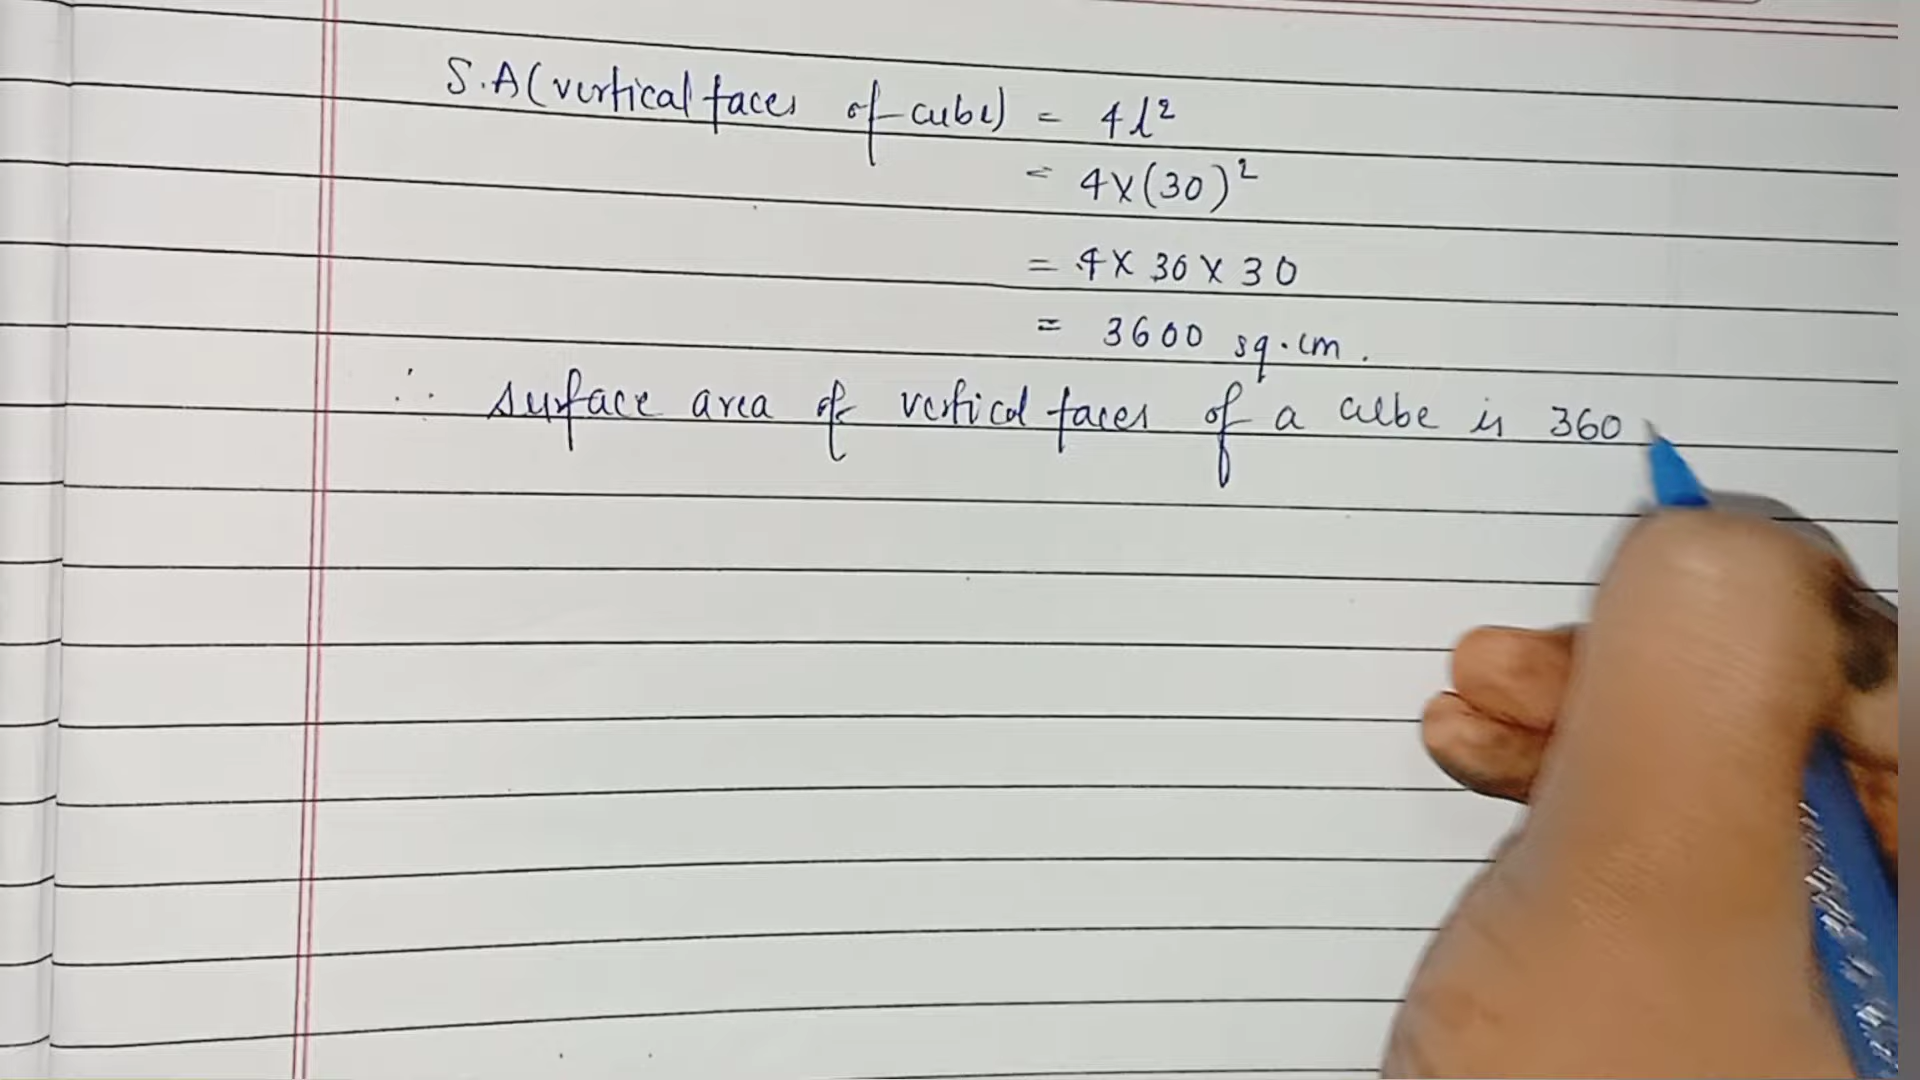 S.A (vertical faces of cube) = 4l²
= 4×(30)²
= 4×30×30
= 3600 sq.cm.
∴ surface area of vertical faces of a cube is 360